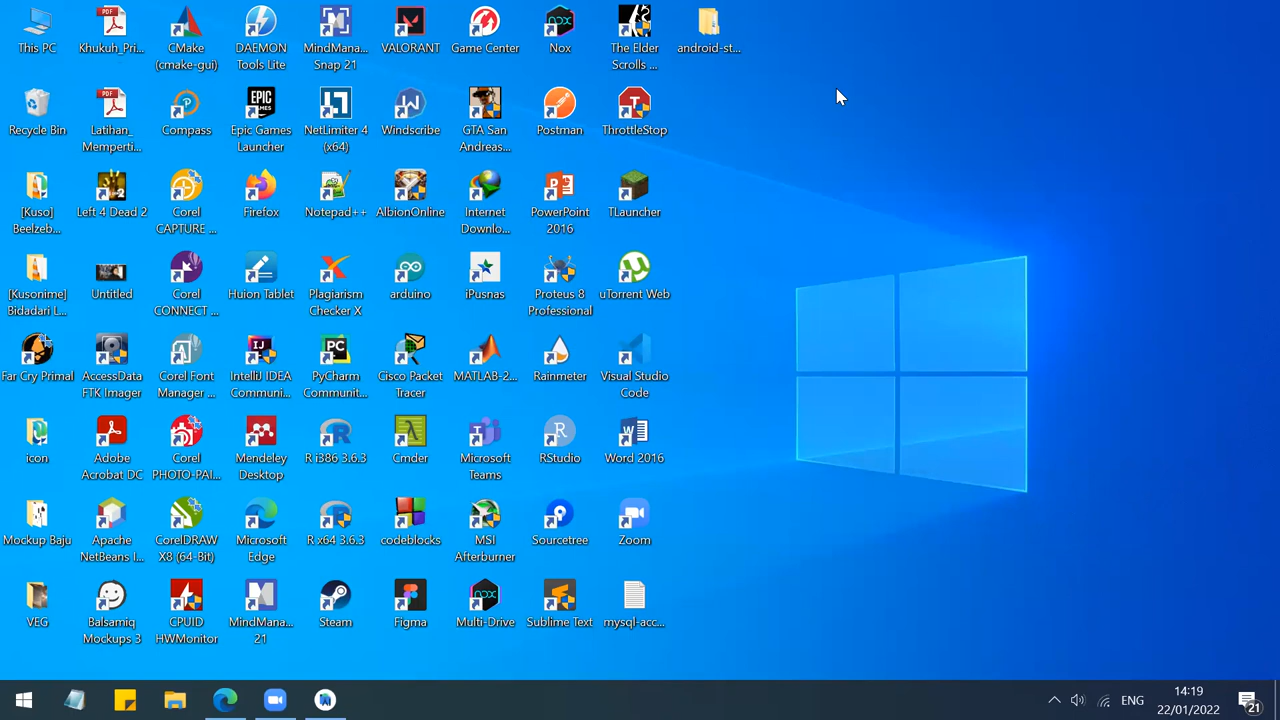 This PC
Khukuh_Pri...
CMake
(cmake-gui)
DAEMON
Tools Lite
MindMana...
Snap 21
VALORANT
Game Center
Nox
The Elder
Scrolls ...
android-st...
Recycle Bin
Latihan_
Memperti...
Compass
Epic Games
Launcher
NetLimiter 4
(x64)
Windscribe
GTA San
Andreas...
Postman
ThrottleStop
[Kuso]
Beelzeb...
Left 4 Dead 2
Corel
CAPTURE ...
Firefox
Notepad++
AlbionOnline
Internet
Downlo...
PowerPoint
2016
TLauncher
[Kusonime]
Bidadari L...
Untitled
Corel
CONNECT ...
Huion Tablet
Plagiarism
Checker X
arduino
iPusnas
Proteus 8
Professional
uTorrent Web
Far Cry Primal
AccessData
FTK Imager
Corel Font
Manager ...
IntelliJ IDEA
Communi...
PyCharm
Communit...
Cisco Packet
Tracer
MATLAB-2...
Rainmeter
Visual Studio
Code
icon
Adobe
Acrobat DC
Corel
PHOTO-PAI...
Mendeley
Desktop
R i386 3.6.3
Cmder
Microsoft
Teams
RStudio
Word 2016
Mockup Baju
Apache
NetBeans I...
CorelDRAW
X8 (64-Bit)
Microsoft
Edge
R x64 3.6.3
codeblocks
MSI
Afterburner
Sourcetree
Zoom
VEG
Balsamiq
Mockups 3
CPUID
HWMonitor
MindMana...
21
Steam
Figma
Multi-Drive
Sublime Text
mysql-acc...
ENG
14:19
22/01/2022
21